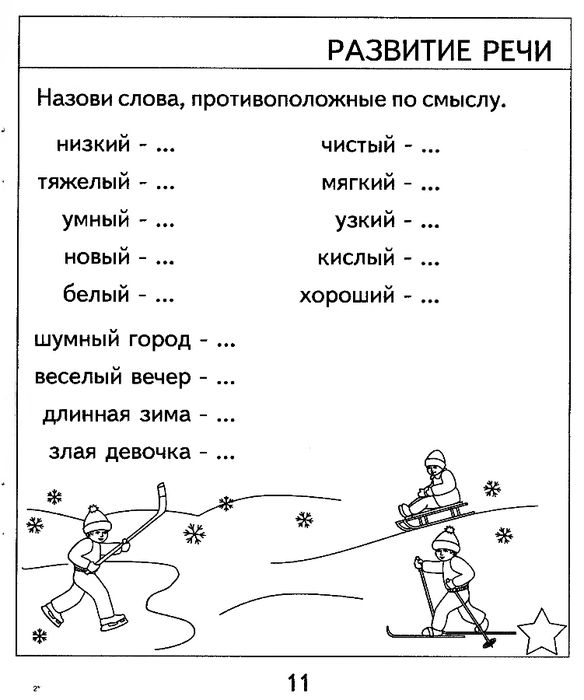 РАЗВИТИЕ РЕЧИ
Назови слова, противоположные по смыслу.
низкий - ...
тяжелый - ...
умный - ...
новый - ...
белый - ...
чистый - ...
мягкий - ...
узкий - ...
кислый - ...
хороший - ...
шумный город - ...
веселый вечер - ...
длинная зима - ...
злая девочка - ...
2*
11